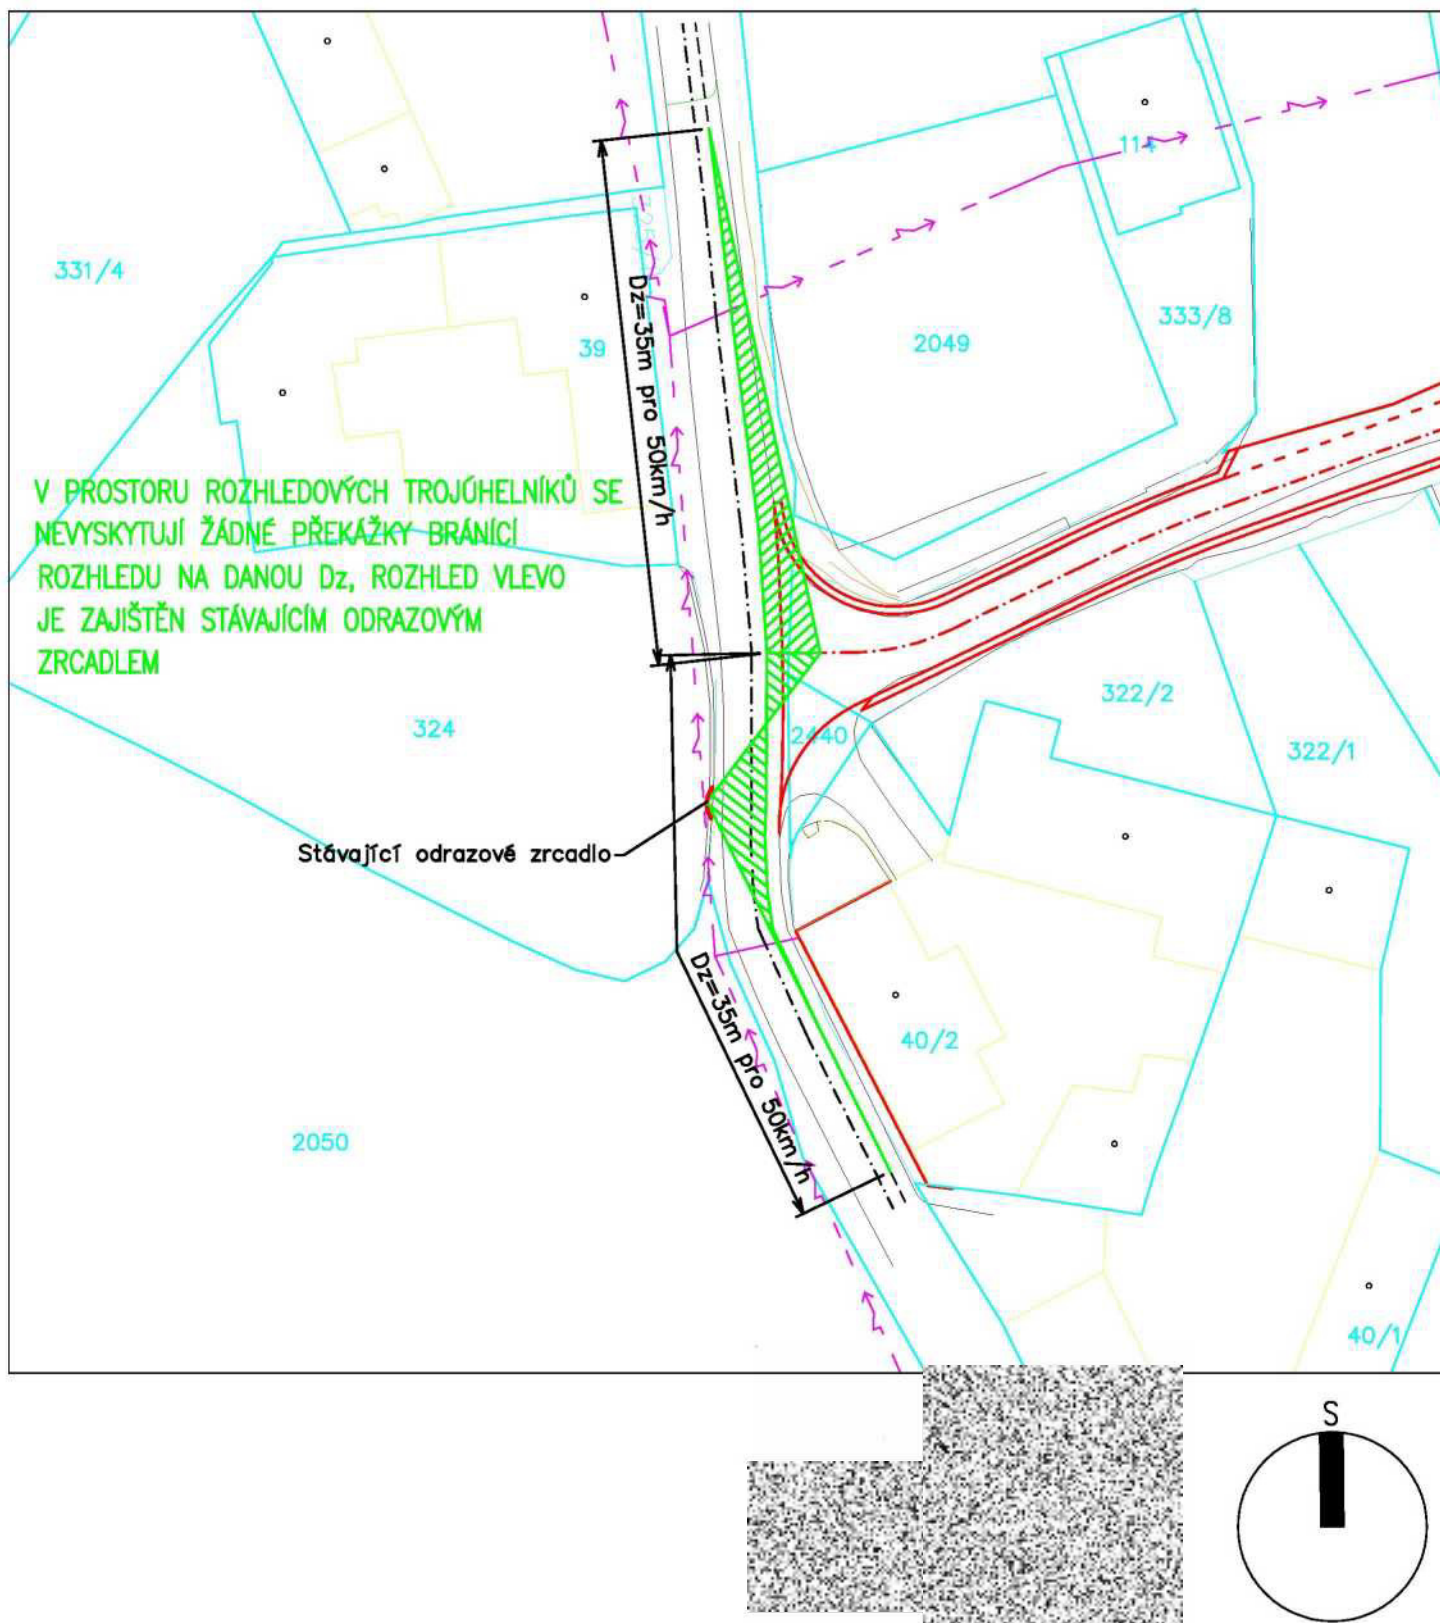 114
331/4
333/8
39
2049
Dz=35m pro 50km/h
V PROSTORU ROZHLEDOVÝCH TROJÚHELNÍKŮ SE
NEVYSKYTUJÍ ŽÁDNÉ PŘEKÁŽKY BRÁNÍCÍ
ROZHLEDU NA DANOU Dz, ROZHLED VLEVO
JE ZAJIŠTĚN STÁVAJÍCÍM ODRAZOVÝM
ZRCADLEM
322/2
324
2440
322/1
Stávající odrazové zrcadlo
Dz=35m pro 50km/h
40/2
2050
40/1
S